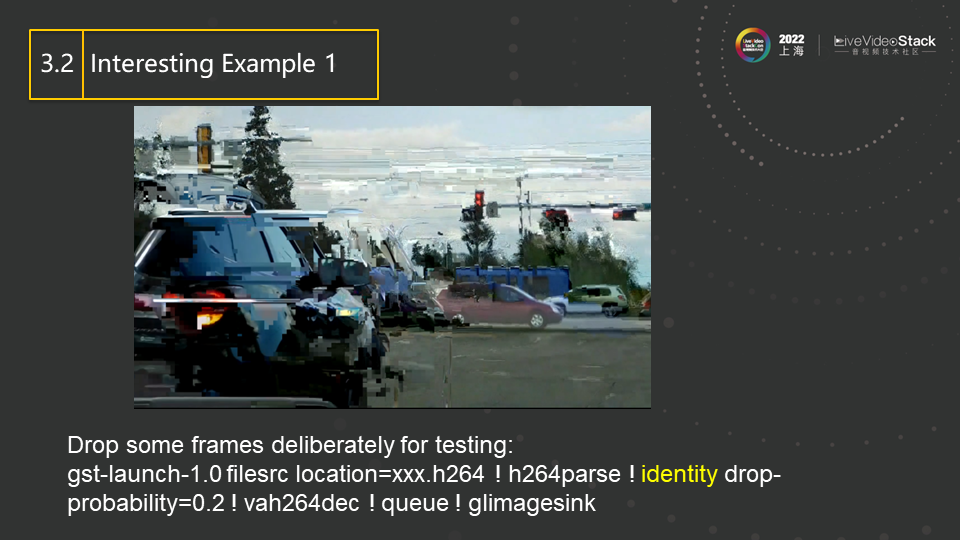 3.2 Interesting Example 1
2022
上海
LiveVideoStack
音视频技术社区
Drop some frames deliberately for testing:
gst-launch-1.0 filesrc location=xxx.h264 ! h264parse ! identity drop-
probability=0.2 ! vah264dec ! queue ! glimagesink